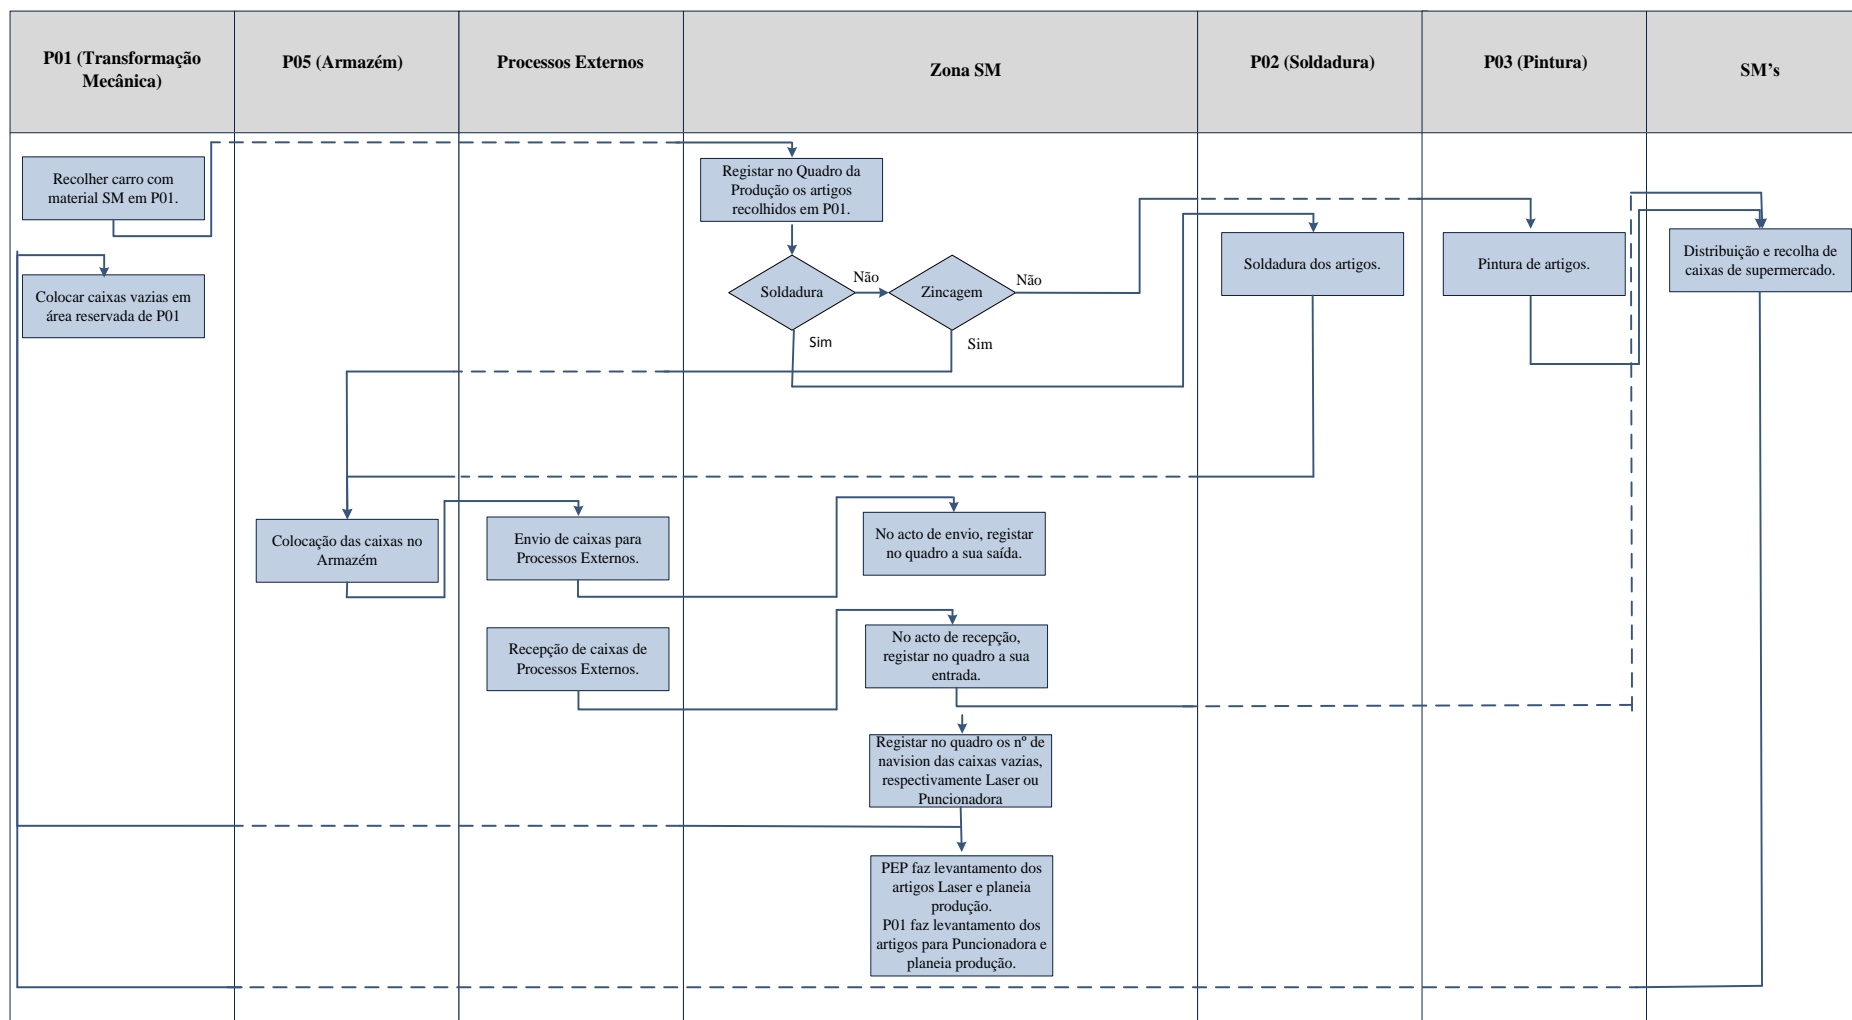 P01 (Transformação
Mecânica)
P05 (Armazém)
Processos Externos
Zona SM
P02 (Soldadura)
P03 (Pintura)
SM’s
Recolher carro com
material SM em P01.
Registar no Quadro da
Produção os artigos
recolhidos em P01.
Colocar caixas vazias em
área reservada de P01
Soldadura
Não
Zincagem
Não
Sim
Sim
Soldadura dos artigos.
Pintura de artigos.
Distribuição e recolha de
caixas de supermercado.
Colocação das caixas no
Armazém
Envio de caixas para
Processos Externos.
No acto de envio, registar
no quadro a sua saída.
Recepção de caixas de
Processos Externos.
No acto de recepção,
registar no quadro a sua
entrada.
Registar no quadro os nº de
navision das caixas vazias,
respectivamente Laser ou
Puncionadora
PEP faz levantamento dos
artigos Laser e planeia
produção.
P01 faz levantamento dos
artigos para Puncionadora e
planeia produção.